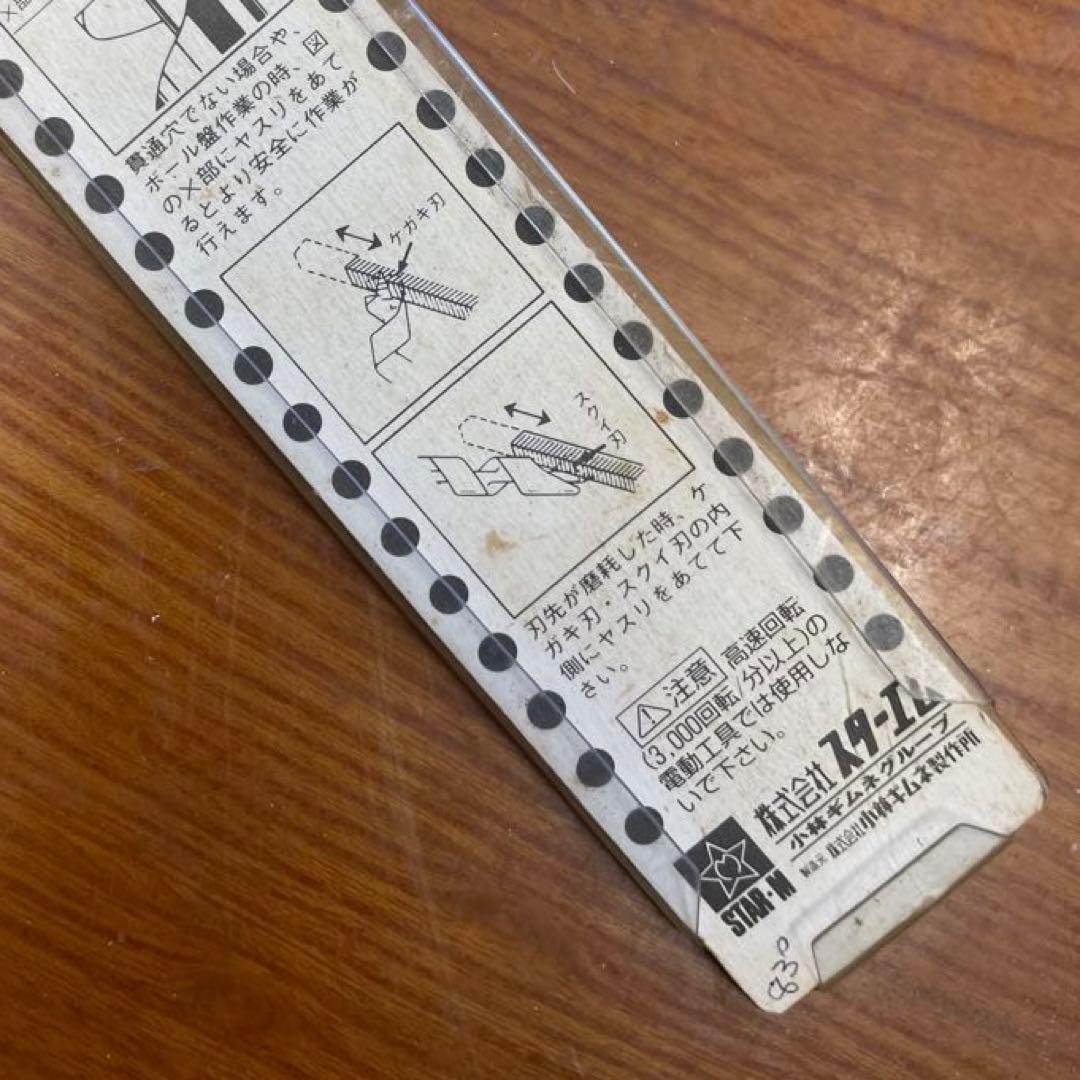 ×部
貫通穴でない場合や、
ボール盤作業の時、図
の×部にヤスリをあて
るとより安全に作業が
行えます。
ケガキ刃
スクイ刃
刃先が磨耗した時、ケ
ガキ刃・スクイ刃の内
側にヤスリをあてて下
さい。
⚠注意 高速回転
(3,000回転/分以上)の
電動工具では使用しな
いで下さい。
株式会社 スターエム
小林ギムネグループ
製造元 株式会社小林ギムネ製作所
STAR・M